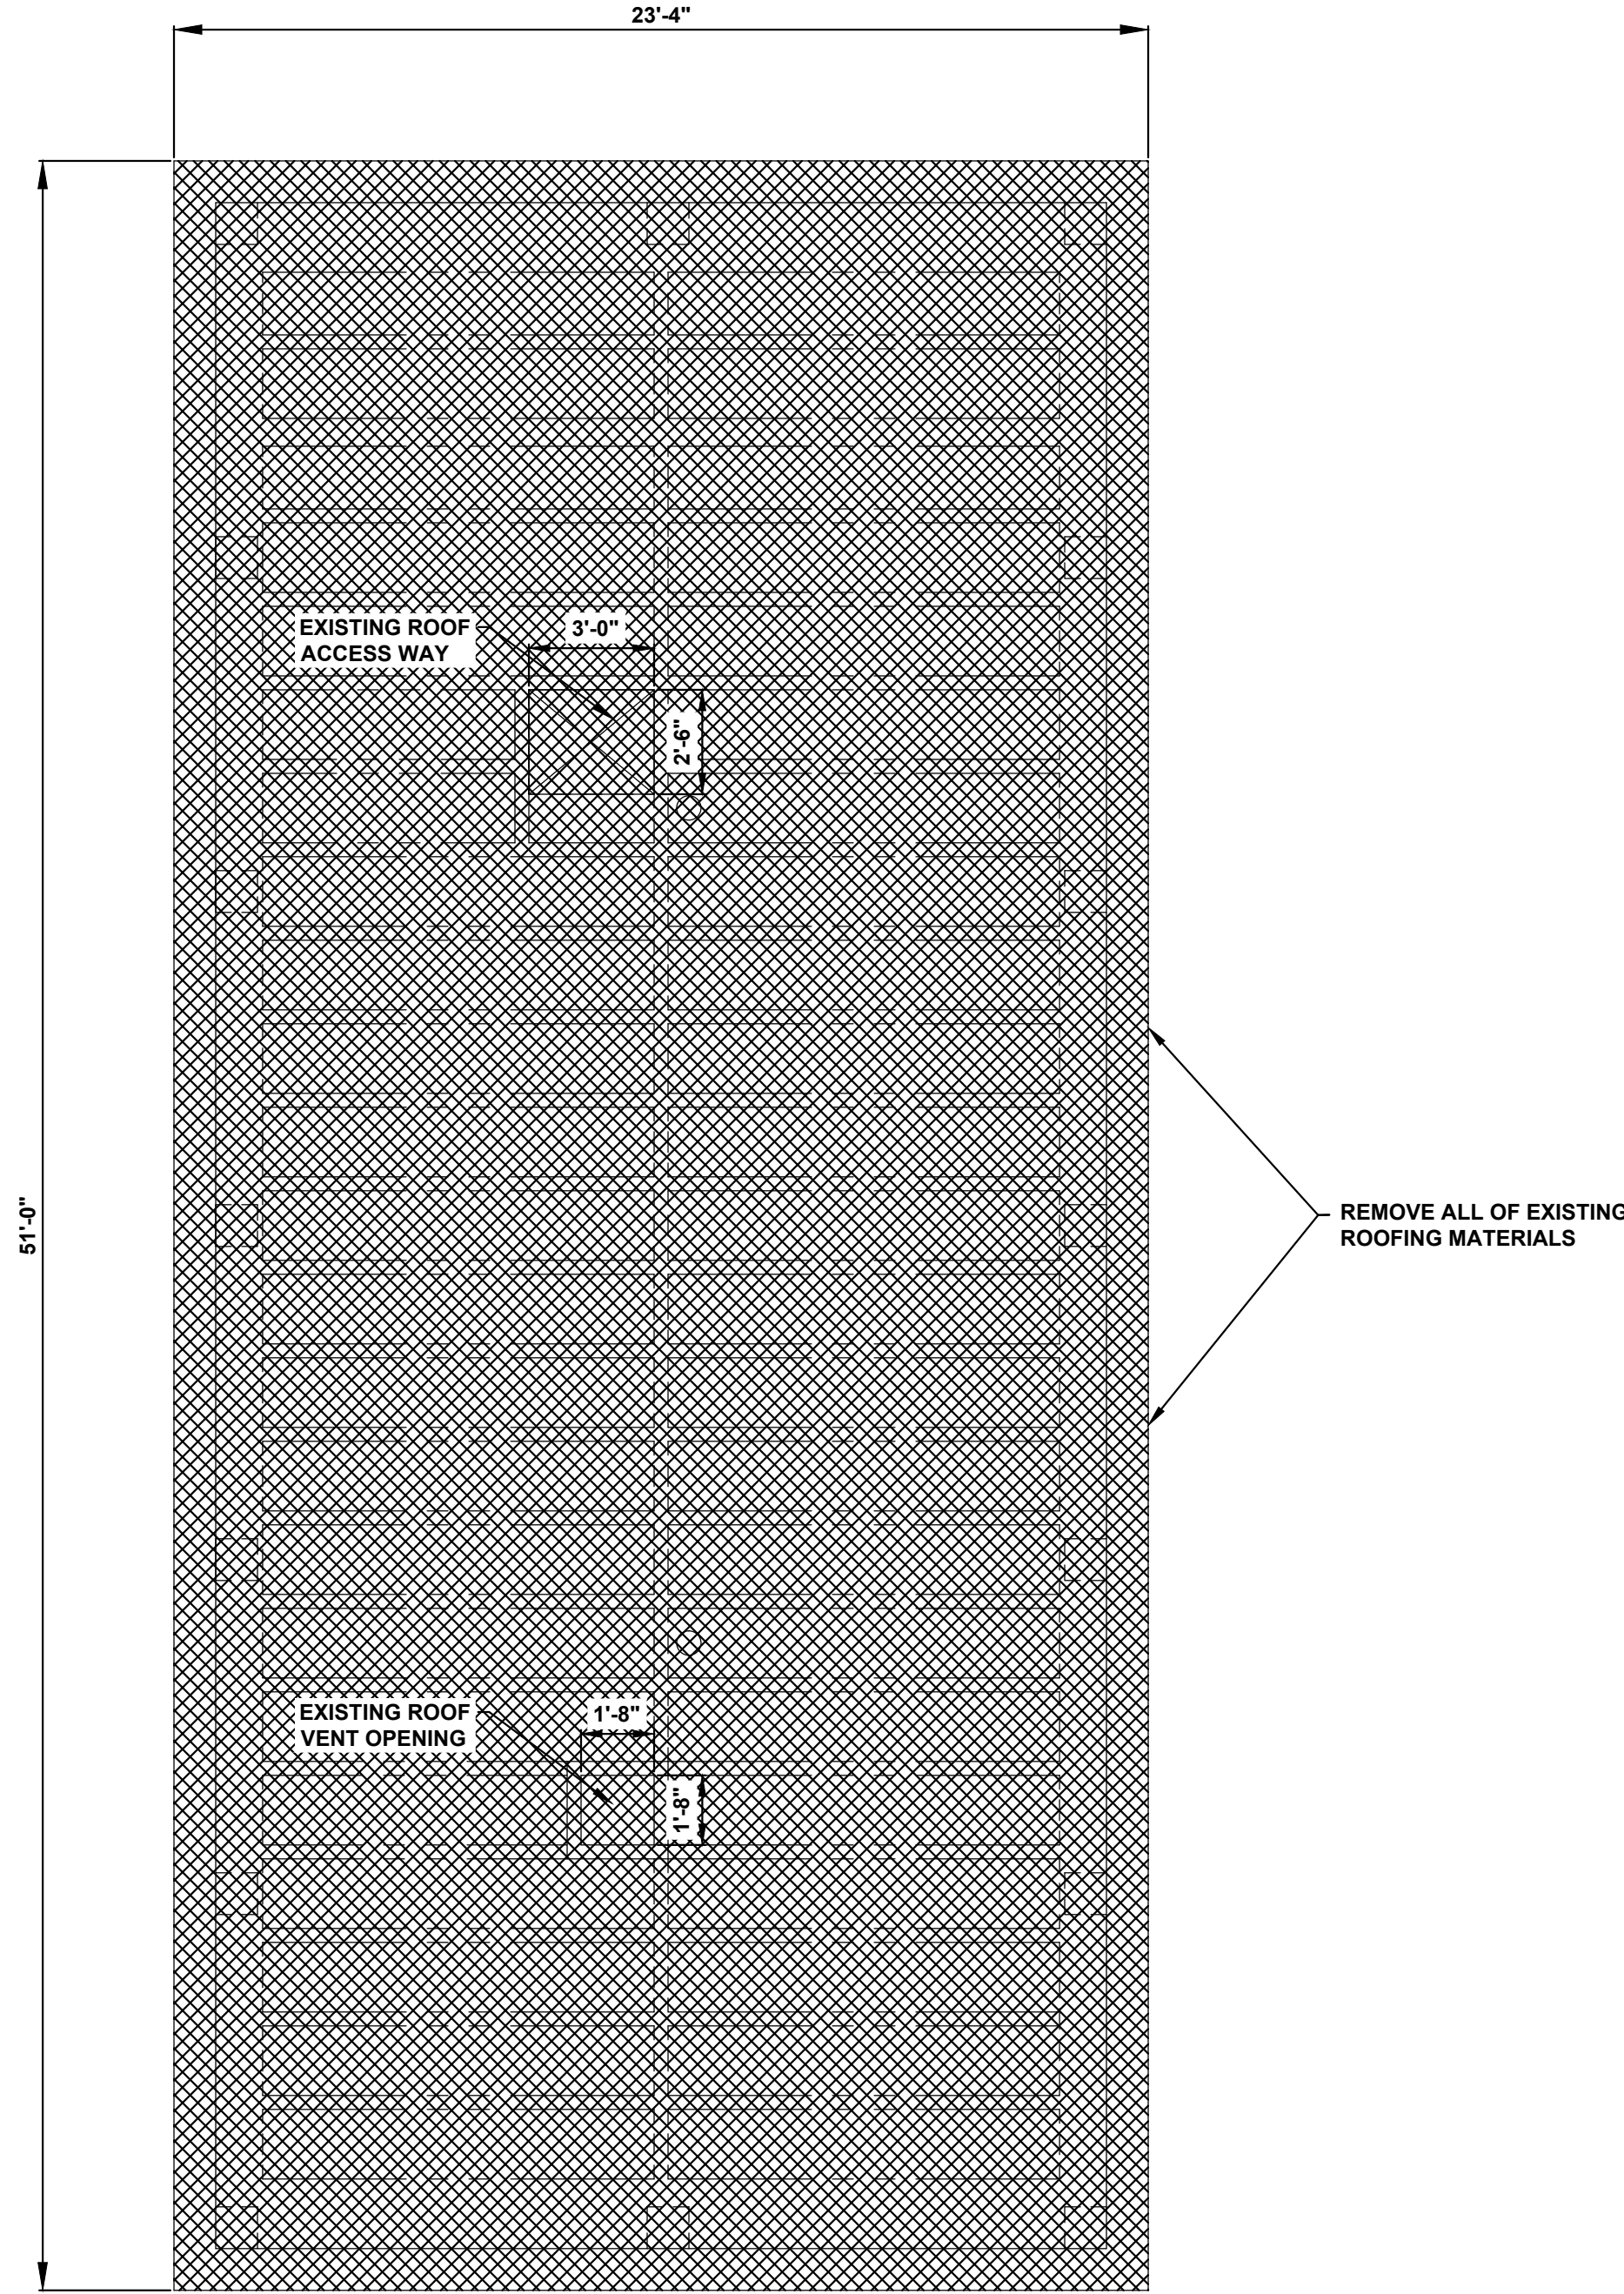 23'-4"
EXISTING ROOF
ACCESS WAY
3'-0"
2'-6"
51'-0"
REMOVE ALL OF EXISTING
ROOFING MATERIALS
EXISTING ROOF
VENT OPENING
1'-8"
1'-8"